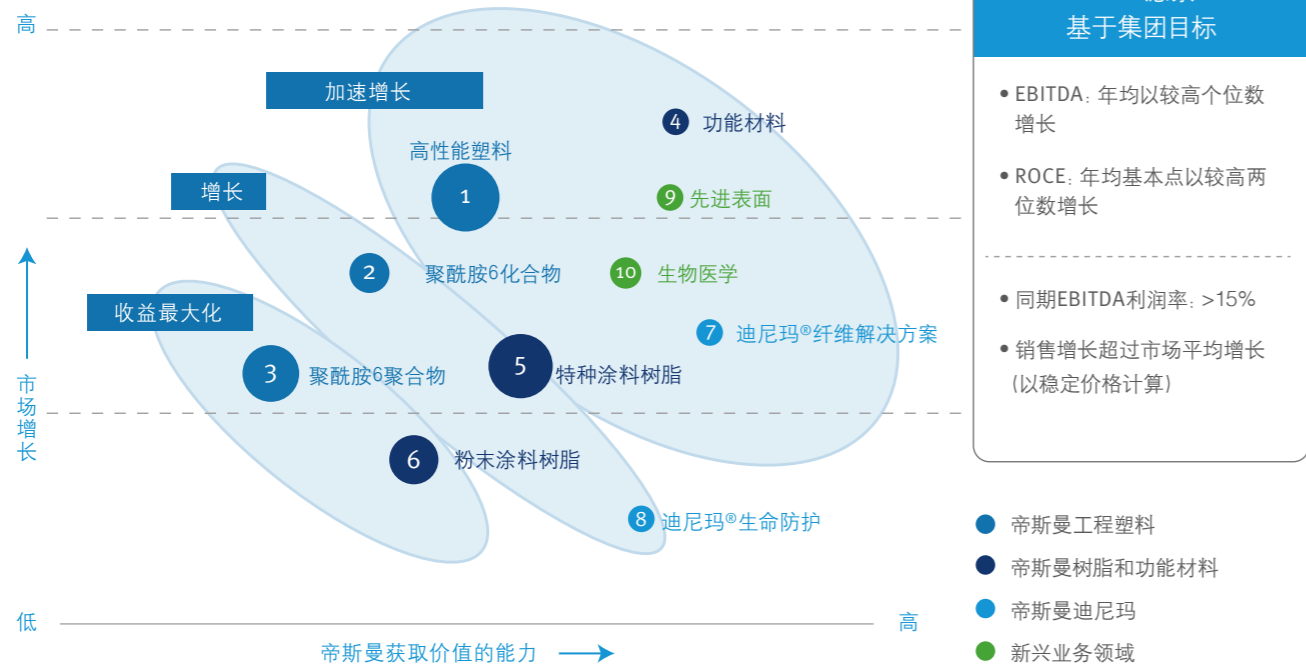 高
加速增长
高性能塑料
1
4 功能材料
9 先进表面
增长
2 聚酰胺6化合物
10 生物医学
收益最大化
7 迪尼玛®纤维解决方案
3 聚酰胺6聚合物
5 特种涂料树脂
6 粉末涂料树脂
8 迪尼玛®生命防护
市场增长
低
高
帝斯曼获取价值的能力
基于集团目标
• EBITDA: 年均以较高个位数
增长
• ROCE: 年均基本点以较高两
位数增长
• 同期EBITDA利润率: >15%
• 销售增长超过市场平均增长
(以稳定价格计算)
帝斯曼工程塑料
帝斯曼树脂和功能材料
帝斯曼迪尼玛
新兴业务领域